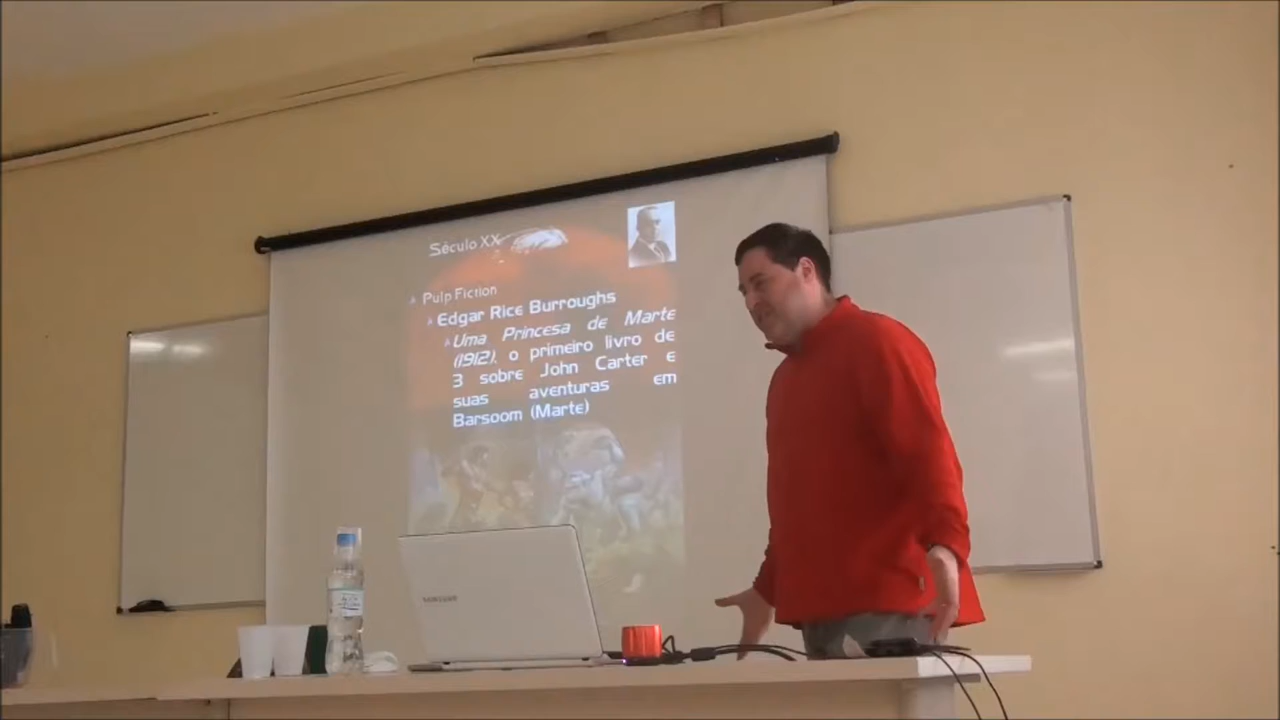 Século XX
Pulp Fiction
Edgar Rice Burroughs
Uma Princesa de Marte
(1912), o primeiro livro de
3 sobre John Carter e
suas aventuras em
Barsoom (Marte)
SAMSUNG